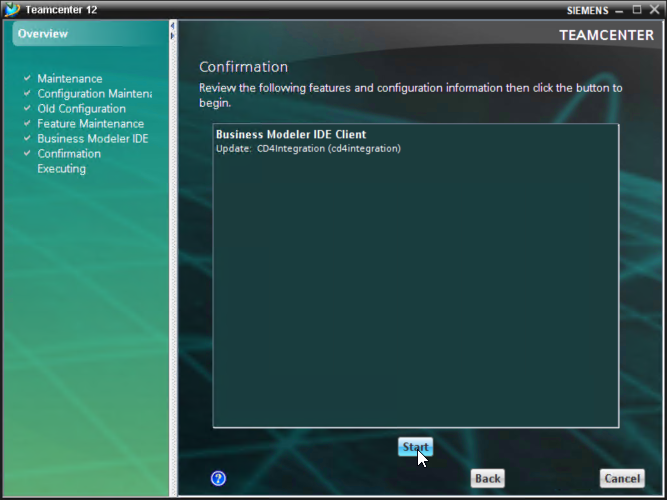 Teamcenter 12
SIEMENS
Overview
TEAMCENTER
Maintenance
Configuration Maintena
Old Configuration
Feature Maintenance
Business Modeler IDE
Confirmation
Executing
Confirmation
Review the following features and configuration information then click the button to
begin.
Business Modeler IDE Client
Update: CD4Integration (cd4integration)
Start
?
Back
Cancel